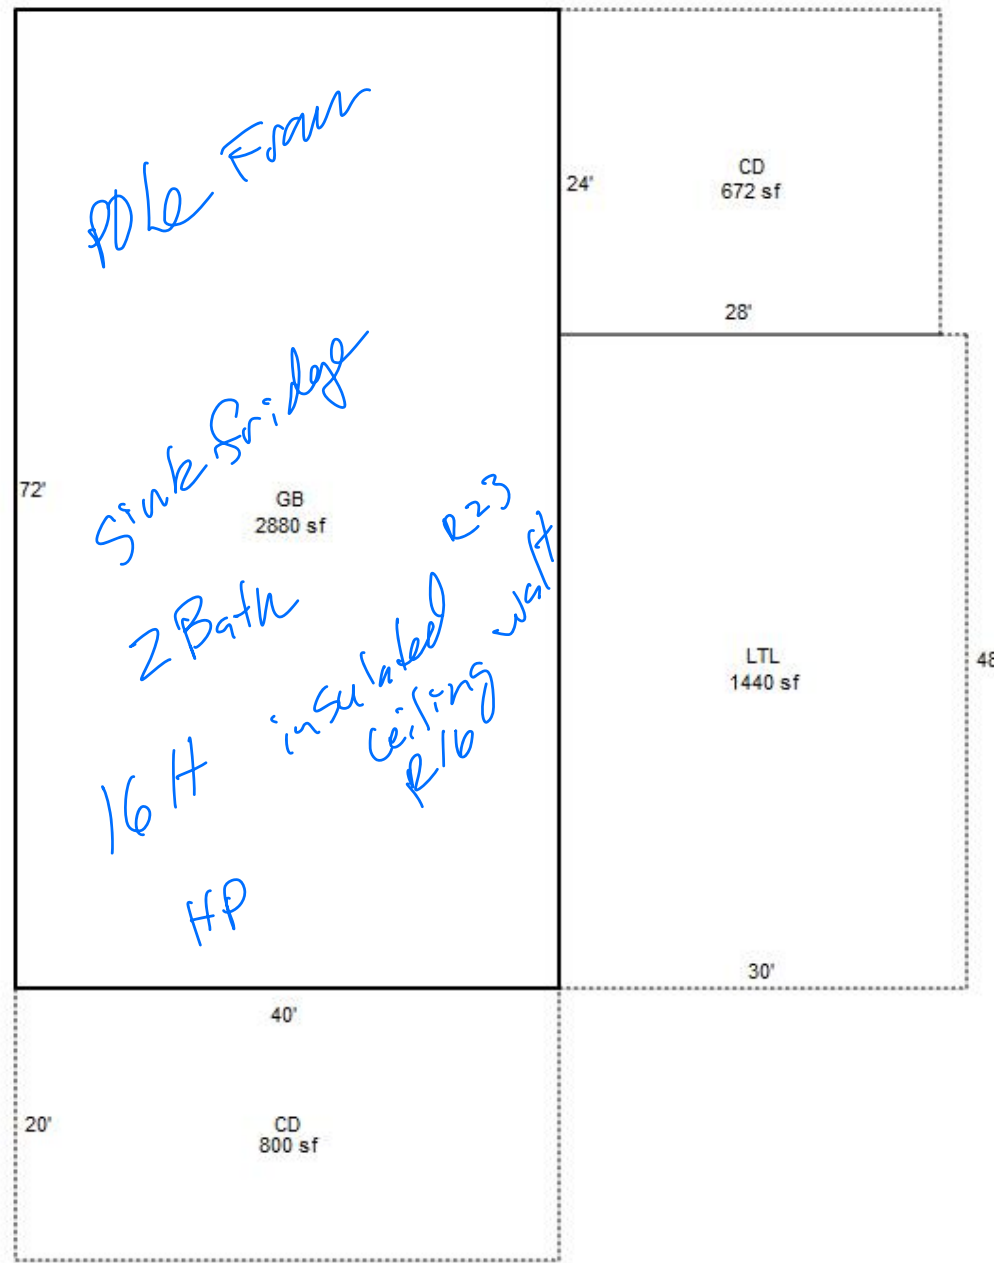 POLe Fram
24'
CD
672 sf
28'
Sink fridge
72'
GB
2880 sf
R23
wall
2 Bath
insulated
ceiling
R16
LTL
1440 sf
48
16 H
HP
30'
40'
20'
CD
800 sf